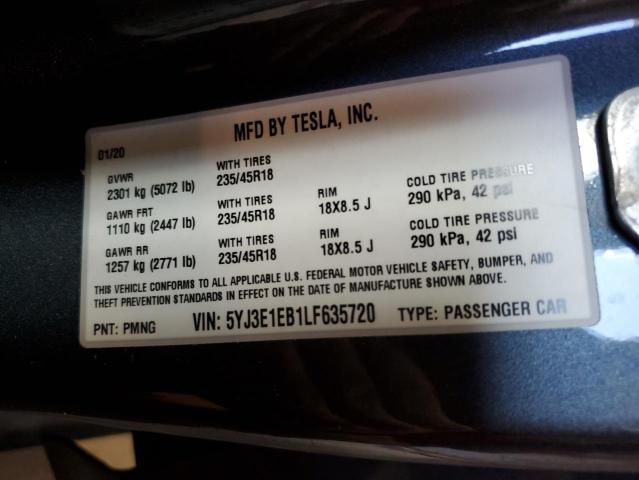 MFD BY TESLA, INC.
01/20
GVWR WITH TIRES
2301 kg (5072 lb) 235/45R18
GAWR FRT WITH TIRES RIM COLD TIRE PRESSURE
1110 kg (2447 lb) 235/45R18 18X8.5 J 290 kPa, 42 psi
GAWR RR WITH TIRES RIM COLD TIRE PRESSURE
1257 kg (2771 lb) 235/45R18 18X8.5 J 290 kPa, 42 psi
THIS VEHICLE CONFORMS TO ALL APPLICABLE U.S. FEDERAL MOTOR VEHICLE SAFETY, BUMPER, AND
THEFT PREVENTION STANDARDS IN EFFECT ON THE DATE OF MANUFACTURE SHOWN ABOVE.
PNT: PMNG VIN: 5YJ3E1EB1LF635720 TYPE: PASSENGER CAR